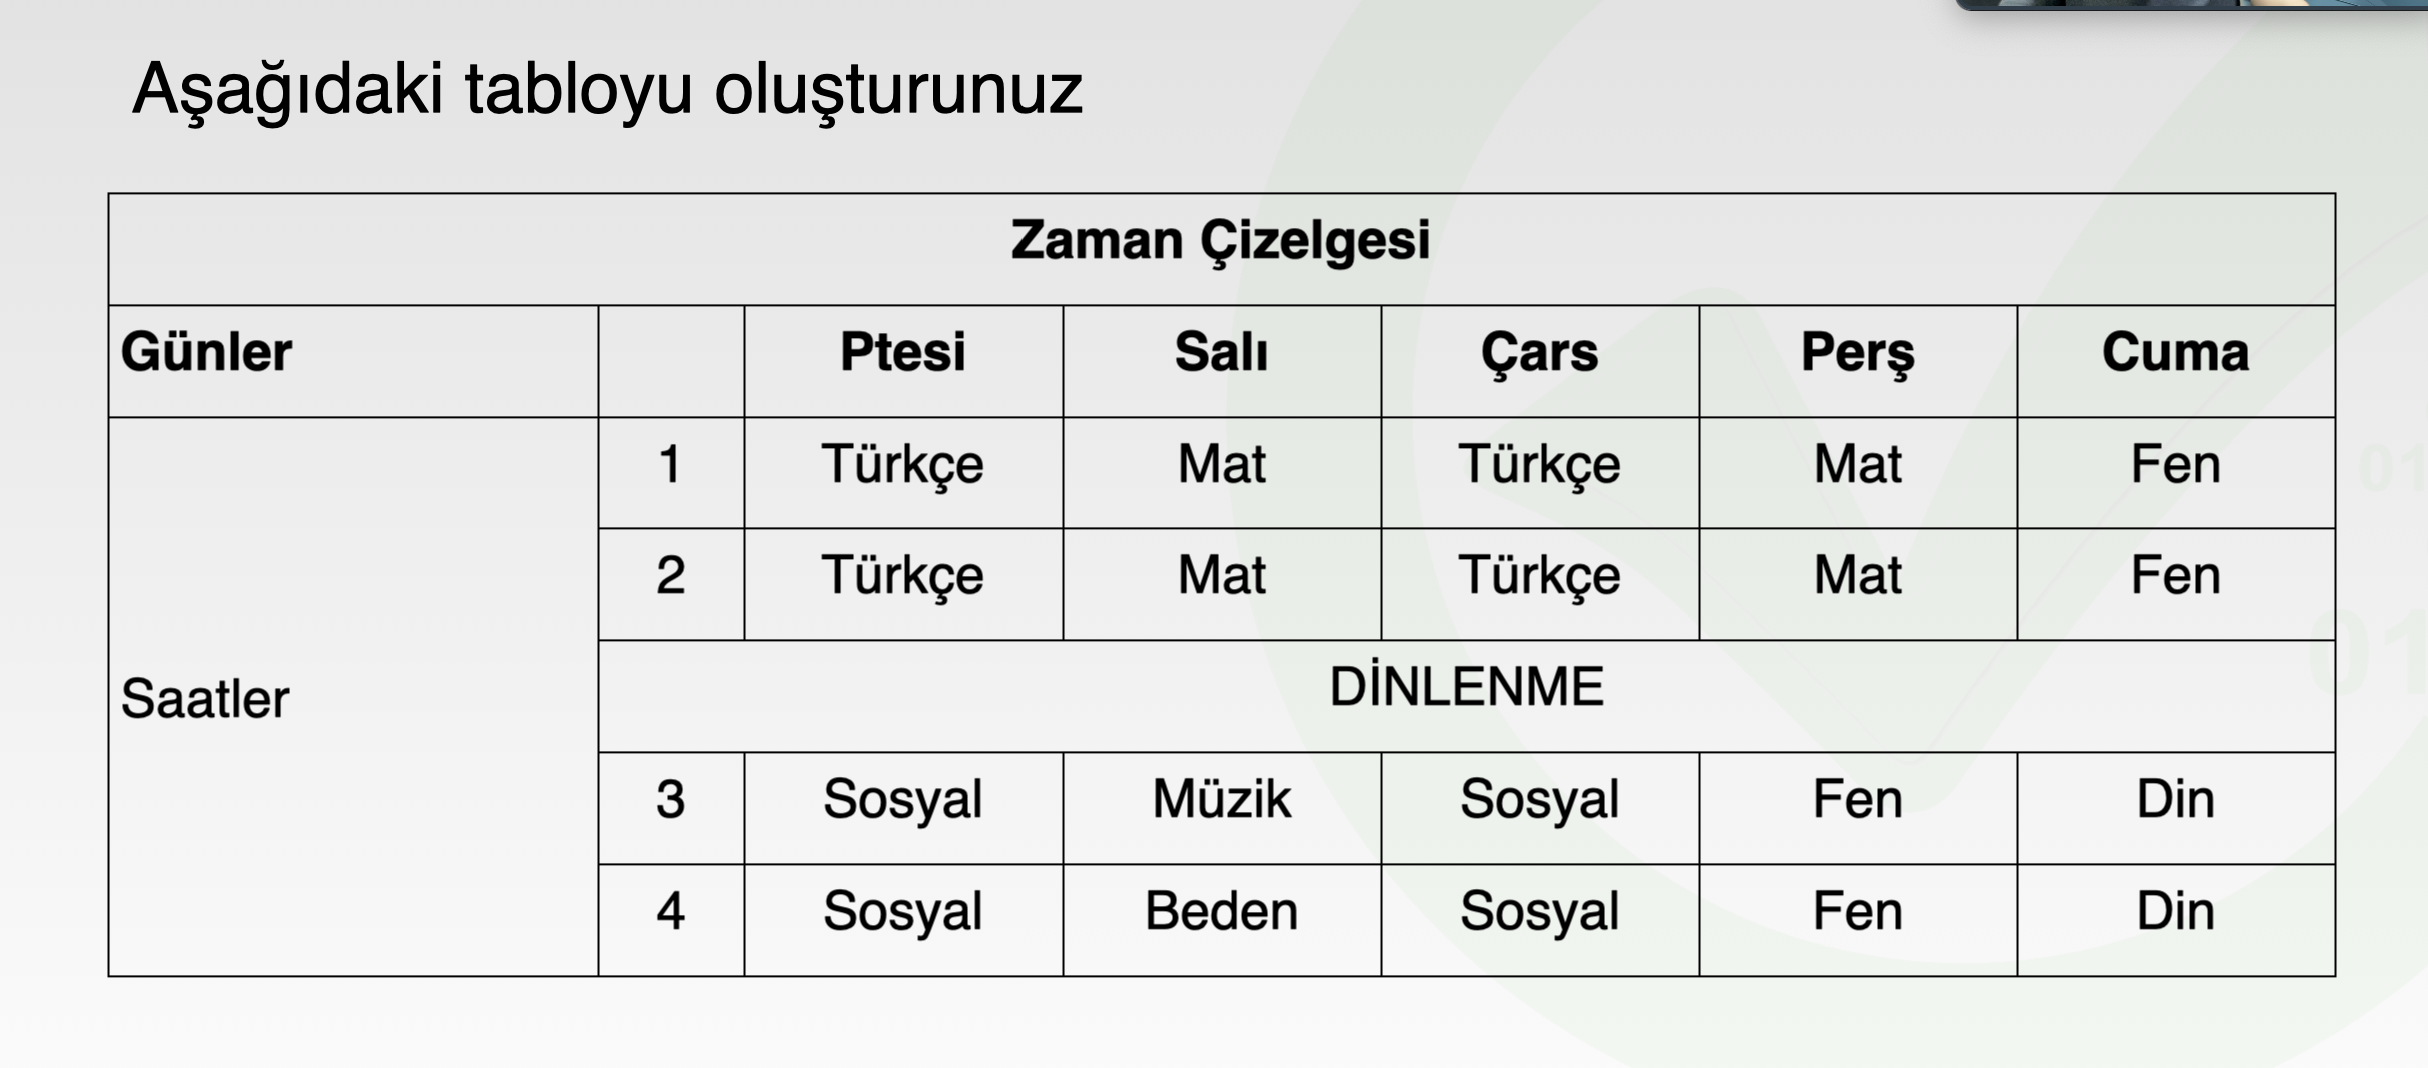 Aşağıdaki tabloyu oluşturunuz
Zaman Çizelgesi
Günler Ptesi Salı Çars Perş Cuma
1 Türkçe Mat Türkçe Mat Fen
2 Türkçe Mat Türkçe Mat Fen
Saatler DİNLENME
3 Sosyal Müzik Sosyal Fen Din
4 Sosyal Beden Sosyal Fen Din
01
01